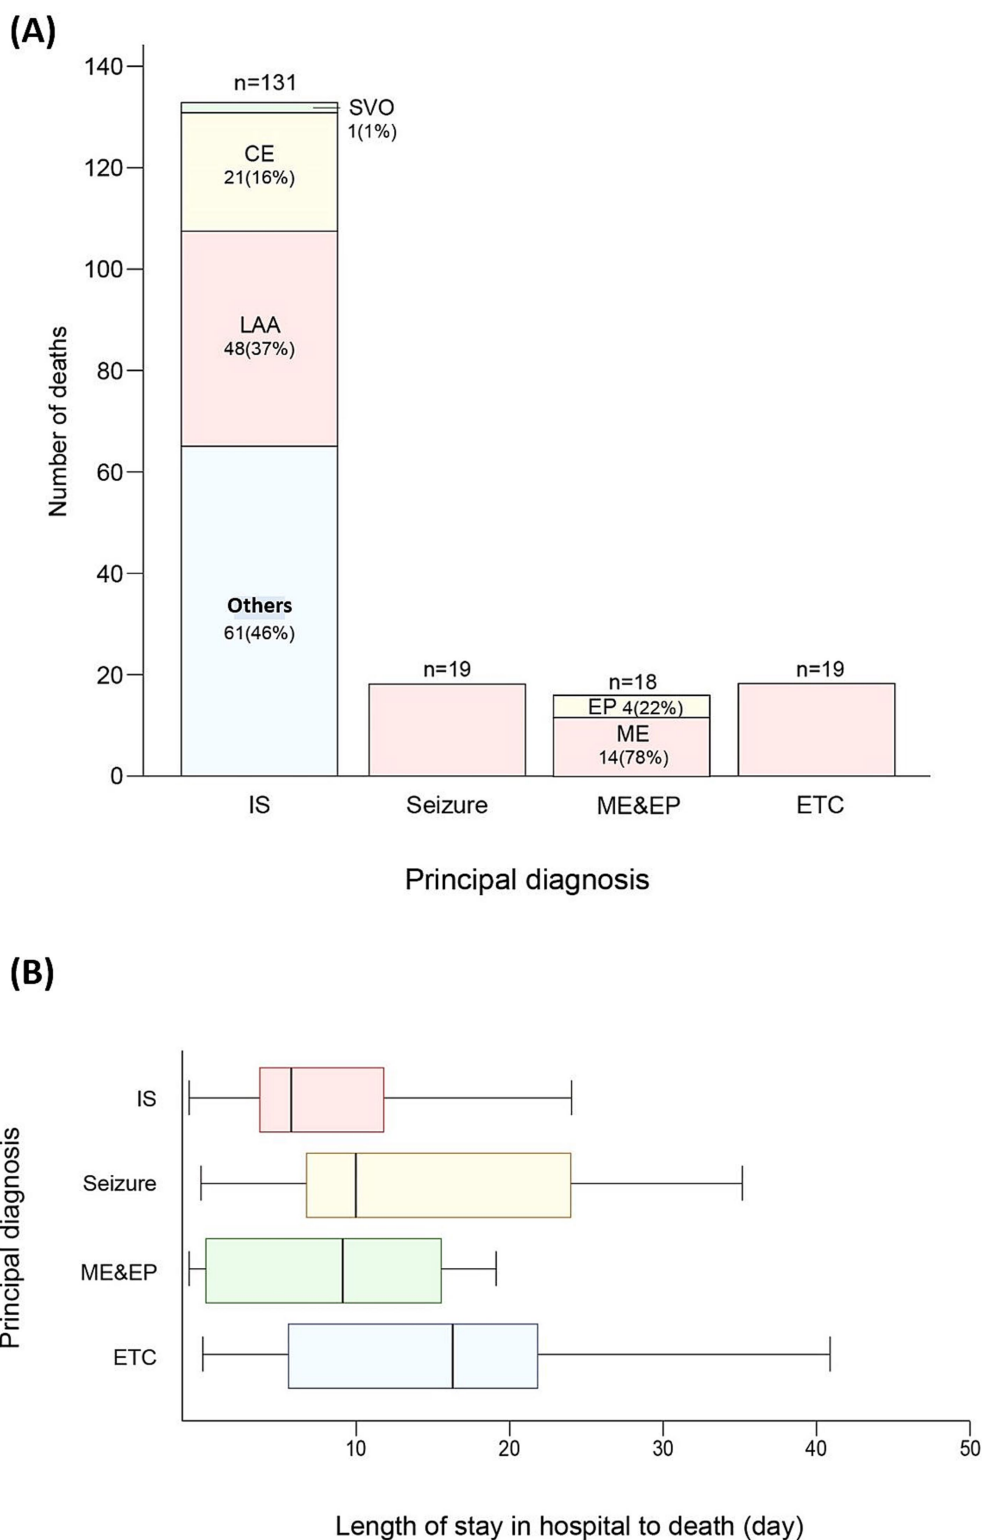 (A)
140
120
100
80
60
40
20
0
Number of deaths
n=131
SVO
1(1%)
CE
21(16%)
LAA
48(37%)
Others
61(46%)
n=19
n=18
EP 4(22%)
ME
14(78%)
n=19
IS
Seizure
ME&EP
ETC
Principal diagnosis
(B)
Principal diagnosis
IS
Seizure
ME&EP
ETC
10
20
30
40
50
Length of stay in hospital to death (day)